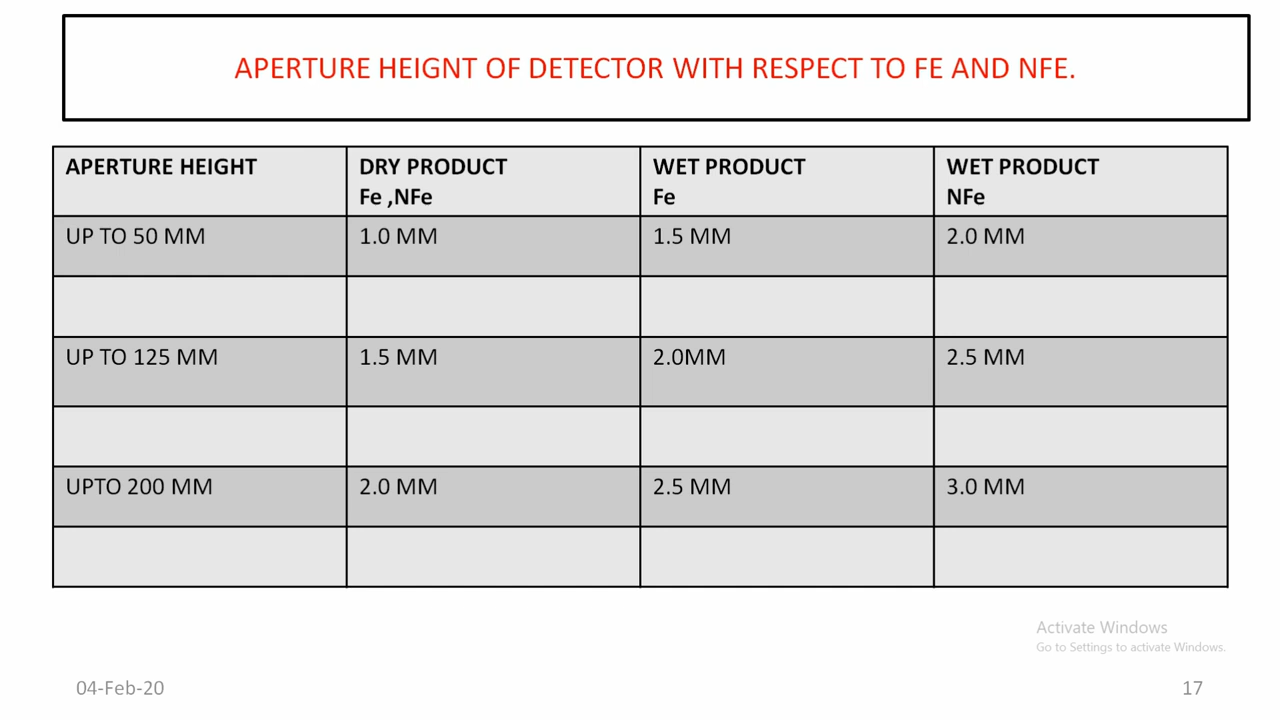 APERTURE HEIGNT OF DETECTOR WITH RESPECT TO FE AND NFE.
APERTURE HEIGHT DRY PRODUCT WET PRODUCT WET PRODUCT
Fe ,NFe Fe NFe
UP TO 50 MM 1.0 MM 1.5 MM 2.0 MM
UP TO 125 MM 1.5 MM 2.0MM 2.5 MM
UPTO 200 MM 2.0 MM 2.5 MM 3.0 MM
Activate Windows
Go to Settings to activate Windows.
04-Feb-20 17